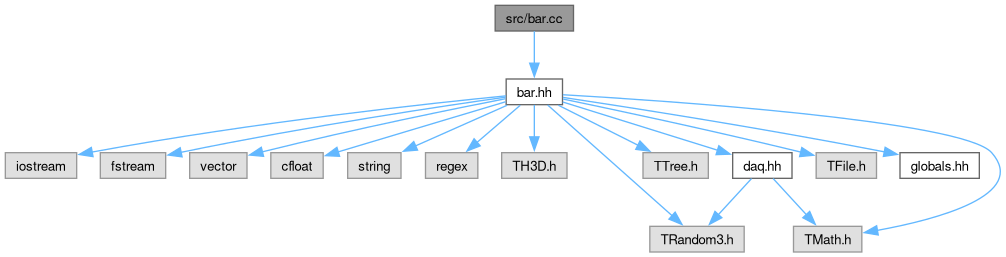 src/bar.cc
bar.hh
iostream
fstream
vector
cfloat
string
regex
TH3D.h
TTree.h
daq.hh
TFile.h
globals.hh
TRandom3.h
TMath.h